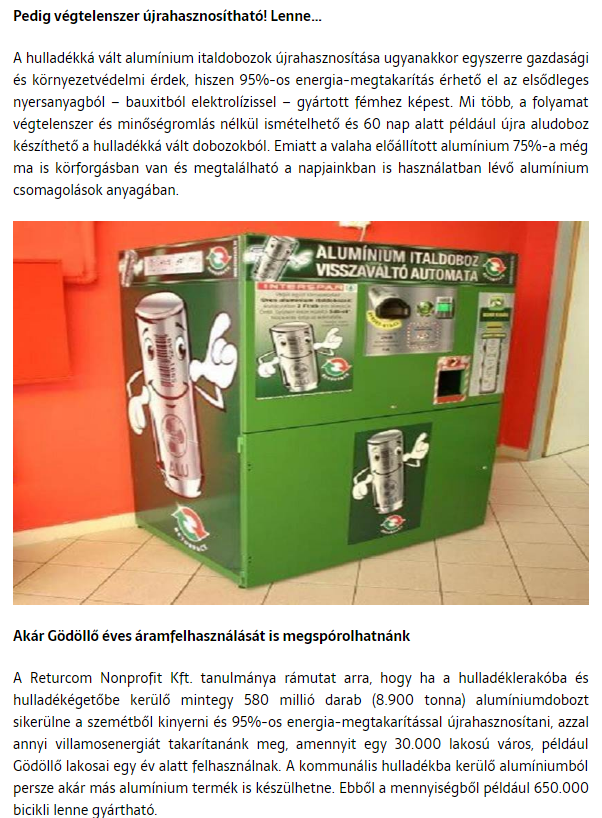 Pedig végtelenszer újrahasznosítható! Lenne...
A hulladékká vált alumínium italdobozok újrahasznosítása ugyanakkor egyszerre gazdasági
és környezetvédelmi érdek, hiszen 95%-os energia-megtakarítás érhető el az elsődleges
nyersanyagból – bauxitból elektrolízissel – gyártott fémhez képest. Mi több, a folyamat
végtelenszer és minőségromlás nélkül ismételhető és 60 nap alatt például újra aludoboz
készíthető a hulladékká vált dobozokból. Emiatt a valaha előállított alumínium 75%-a még
ma is körforgásban van és megtalálható a napjainkban is használatban lévő alumínium
csomagolások anyagában.
ALUMÍNIUM ITALDOBOZ
VISSZAVÁLTÓ AUTOMATA
INTERSPAR
ALU
RETURPACK
Akár Gödöllő éves áramfelhasználását is megspórolhatnánk
A Returcom Nonprofit Kft. tanulmánya rámutat arra, hogy ha a hulladéklerakóba és
hulladékégetőbe kerülő mintegy 580 millió darab (8.900 tonna) alumíniumdobozt
sikerülne a szemétből kinyerni és 95%-os energia-megtakarítással újrahasznosítani, azzal
annyi villamosenergiát takarítanánk meg, amennyit egy 30.000 lakosú város, például
Gödöllő lakosai egy év alatt felhasználnak. A kommunális hulladékba kerülő alumíniumból
persze akár más alumínium termék is készülhetne. Ebből a mennyiségből például 650.000
bicikli lenne gyártható.